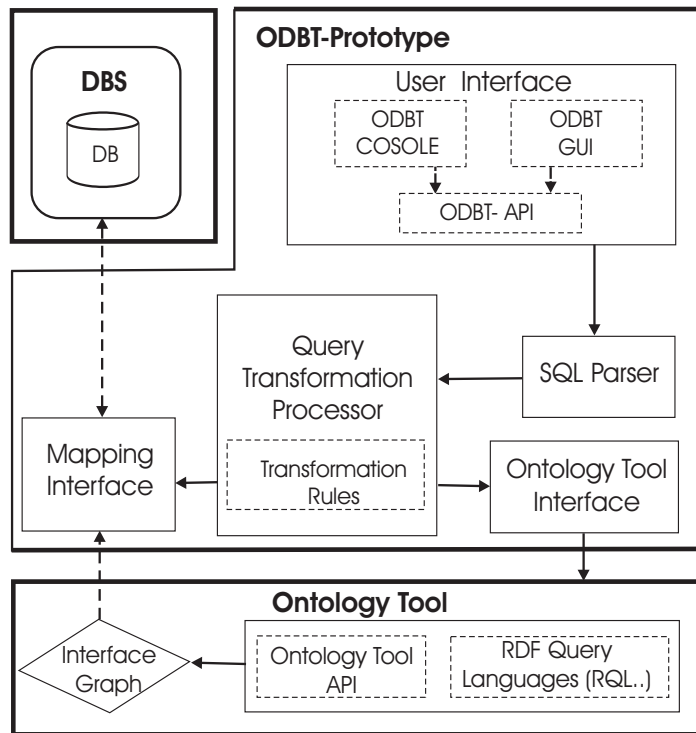 ODBT-Prototype
DBS
DB
User Interface
ODBT
COSOLE
ODBT
GUI
ODBT- API
Query
Transformation
Processor
SQL Parser
Mapping
Interface
Transformation
Rules
Ontology Tool
Interface
Ontology Tool
Interface
Graph
Ontology Tool
API
RDF Query
Languages (RQL..)